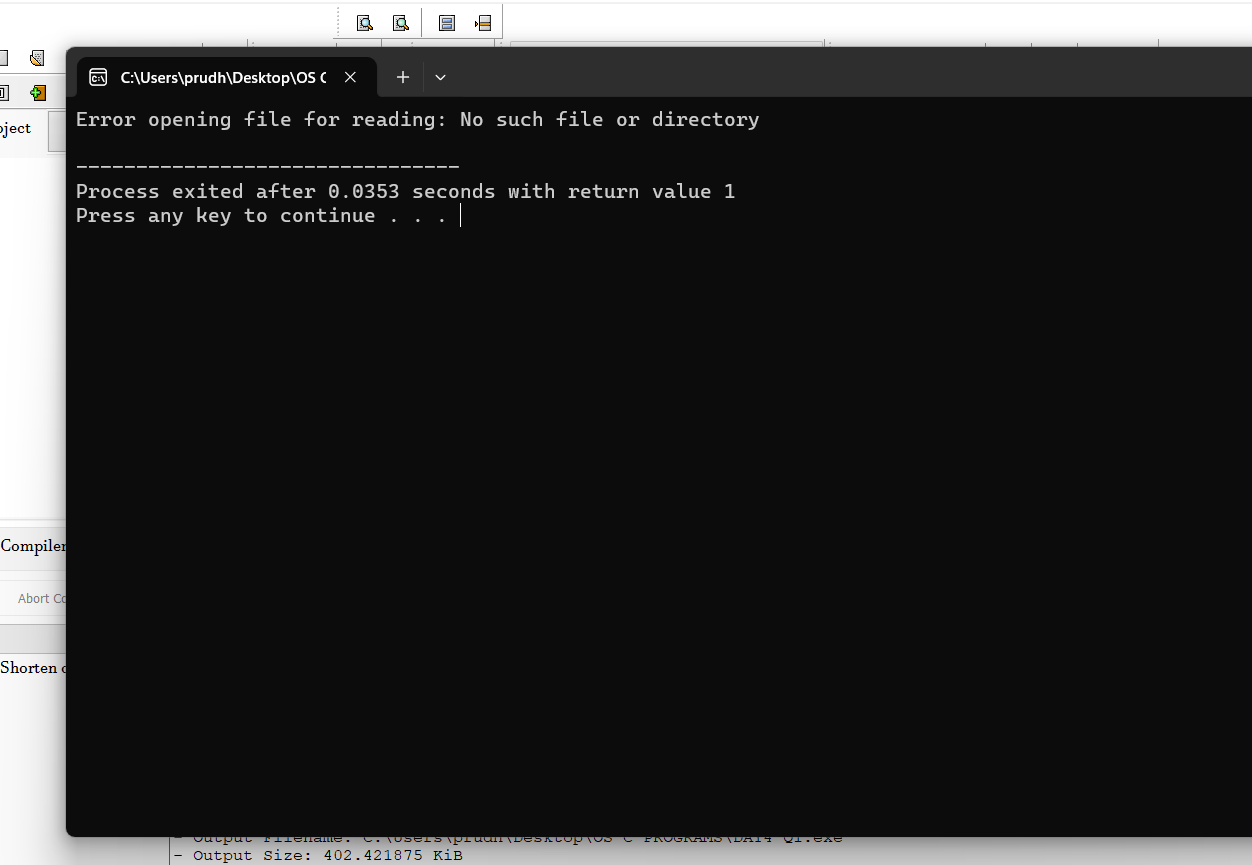 C:\Users\prudh\Desktop\OS C
oject
Error opening file for reading: No such file or directory
--------------------------------
Process exited after 0.0353 seconds with return value 1
Press any key to continue . . .
Compiler
Abort Co
Shorten c
- Output Filename: C:\Users\prudh\Desktop\OS C PROGRAMS\DAY4 Q1.exe
- Output Size: 402.421875 KiB